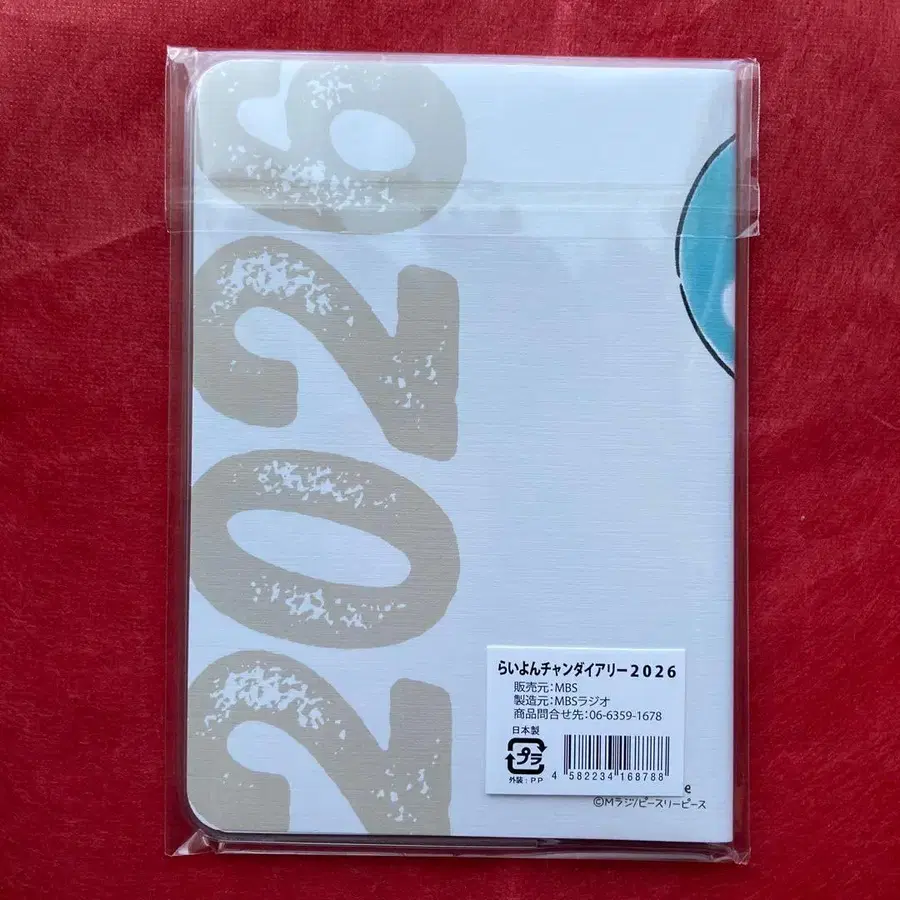 2026
らいよんチャンダイアリー2026
販売元:MBS
製造元:MBSラジオ
商品問合せ先:06-6359-1678
日本製
プラ
外装:PP
4 582234 168788
e
©Mラジ/ピースリーピース